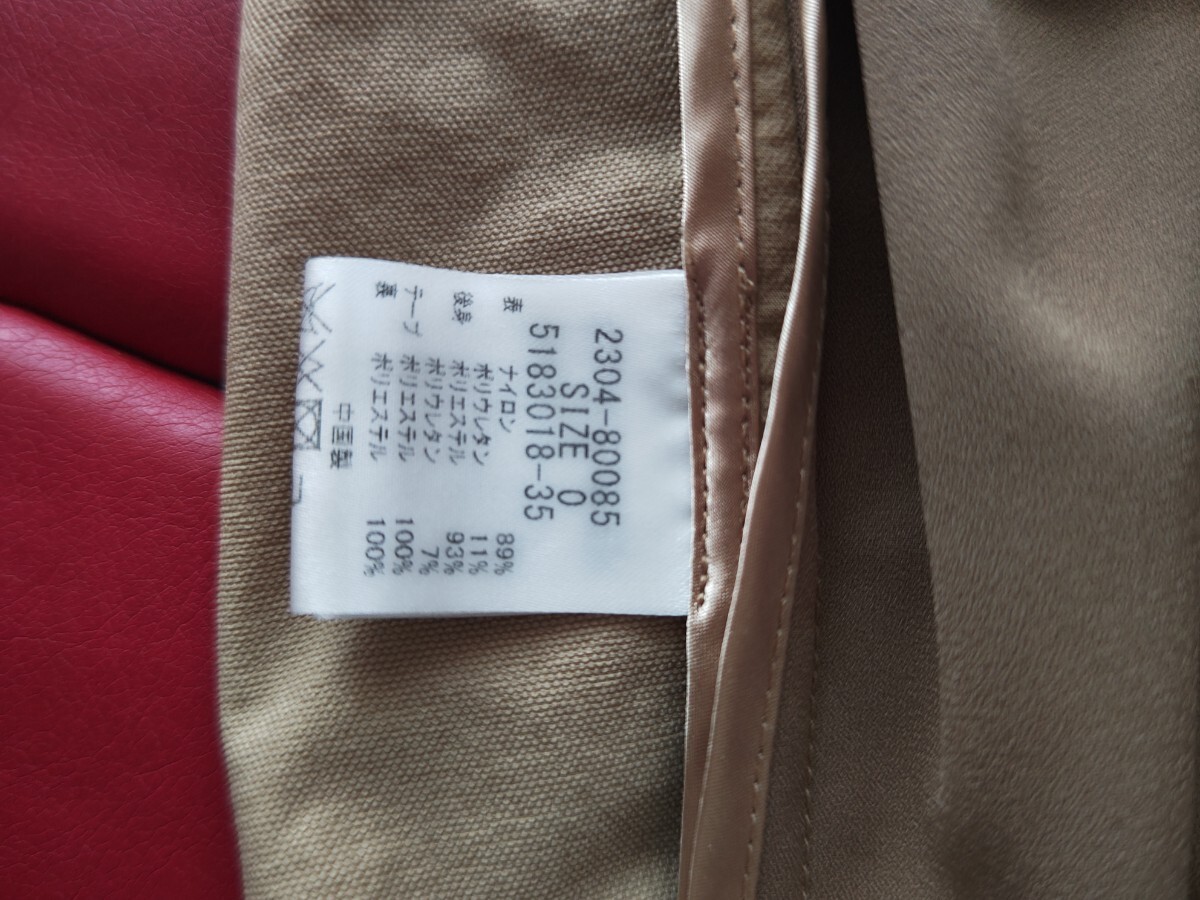 2304-80085
SIZE 0
51830018-35
表 ナイロン 89%
ポリウレタン 11%
後身 ポリエステル 93%
ポリウレタン 7%
テープ ポリエステル 100%
裏 ポリエステル 100%
中国製